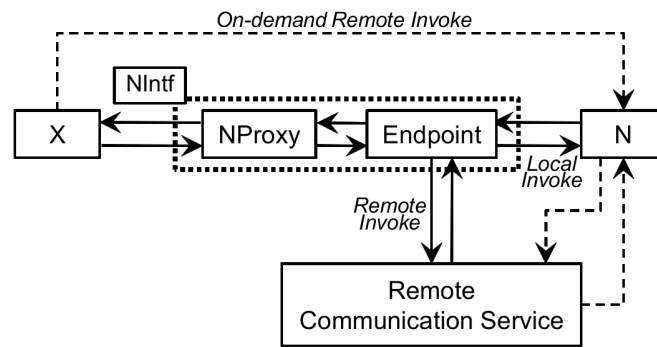 On-demand Remote Invoke
NIntf
X
NProxy
Endpoint
N
Local
Invoke
Remote
Invoke
Remote
Communication Service